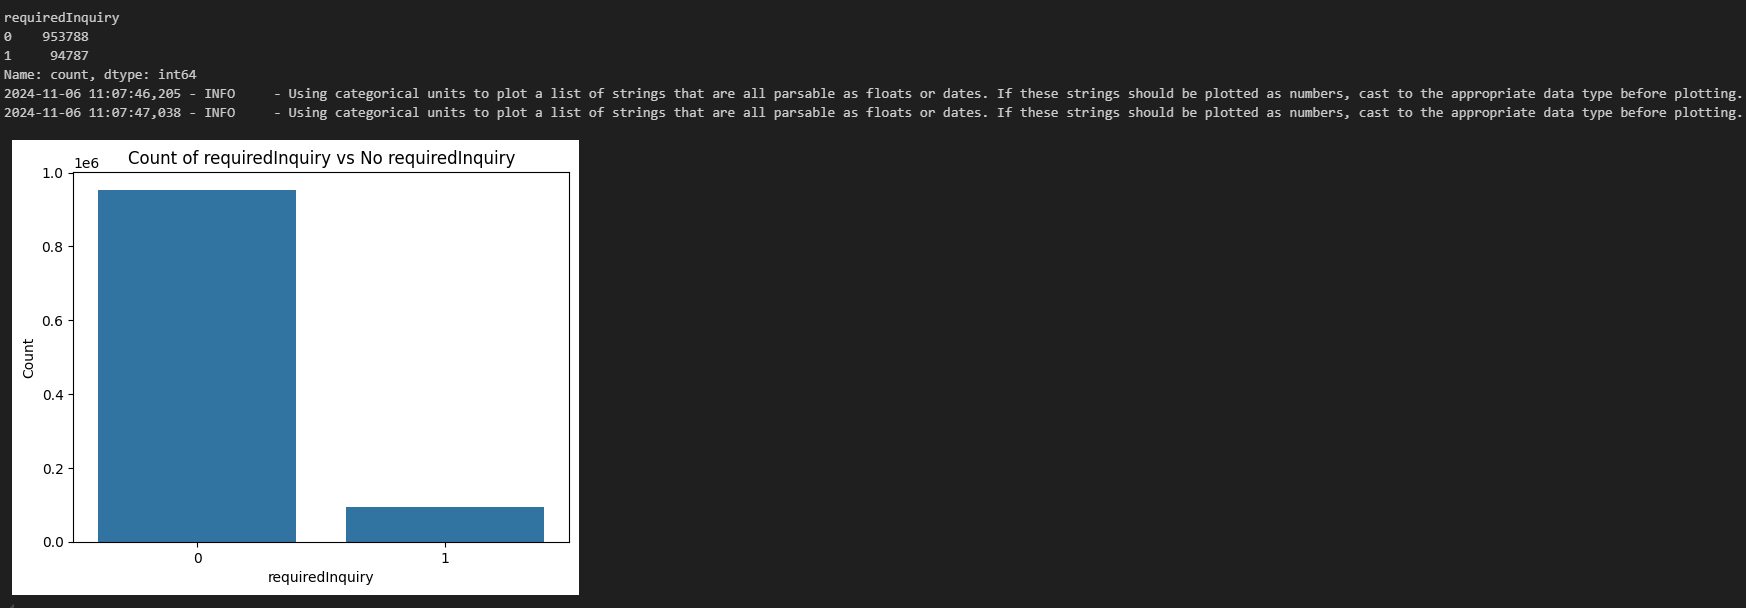 requiredInquiry
0    953788
1     94787
Name: count, dtype: int64
2024-11-06 11:07:46,205 - INFO     - Using categorical units to plot a list of strings that are all parsable as floats or dates. If these strings should be plotted as numbers, cast to the appropriate data type before plotting.
2024-11-06 11:07:47,038 - INFO     - Using categorical units to plot a list of strings that are all parsable as floats or dates. If these strings should be plotted as numbers, cast to the appropriate data type before plotting.
Count of requiredInquiry vs No requiredInquiry
1e6
1.0
0.8
0.6
0.4
0.2
0.0
Count
0 1
requiredInquiry